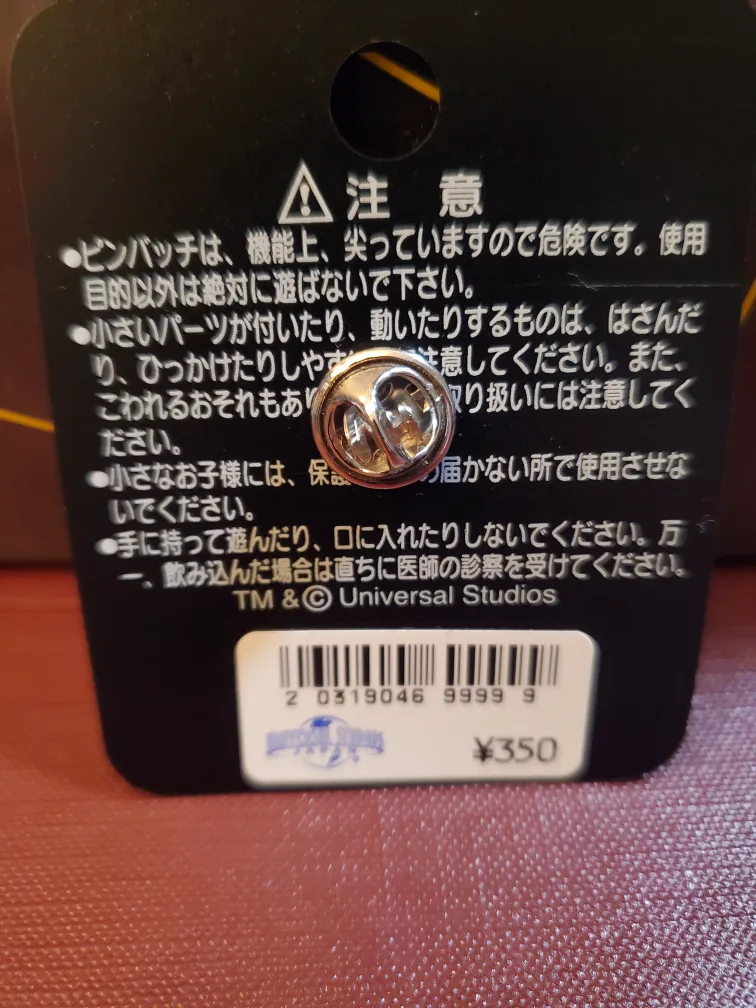 注 意
●ピンバッチは、機能上、尖っていますので危険です。使用
目的以外は絶対に遊ばないで下さい。
●小さいパーツが付いたり、動いたりするものは、はさんだ
り、ひっかけたりしやす 注意してください。また、
こわれるおそれもあり 取り扱いには注意してく
ださい。
●小さなお子様には、保護 届かない所で使用させな
いでください。
●手に持って遊んだり、口に入れたりしないでください。万
一、飲み込んだ場合は直ちに医師の診察を受けてください。
TM & © Universal Studios
2 0319046 9999 9
UNIVERSAL STUDIOS
JAPAN
¥350